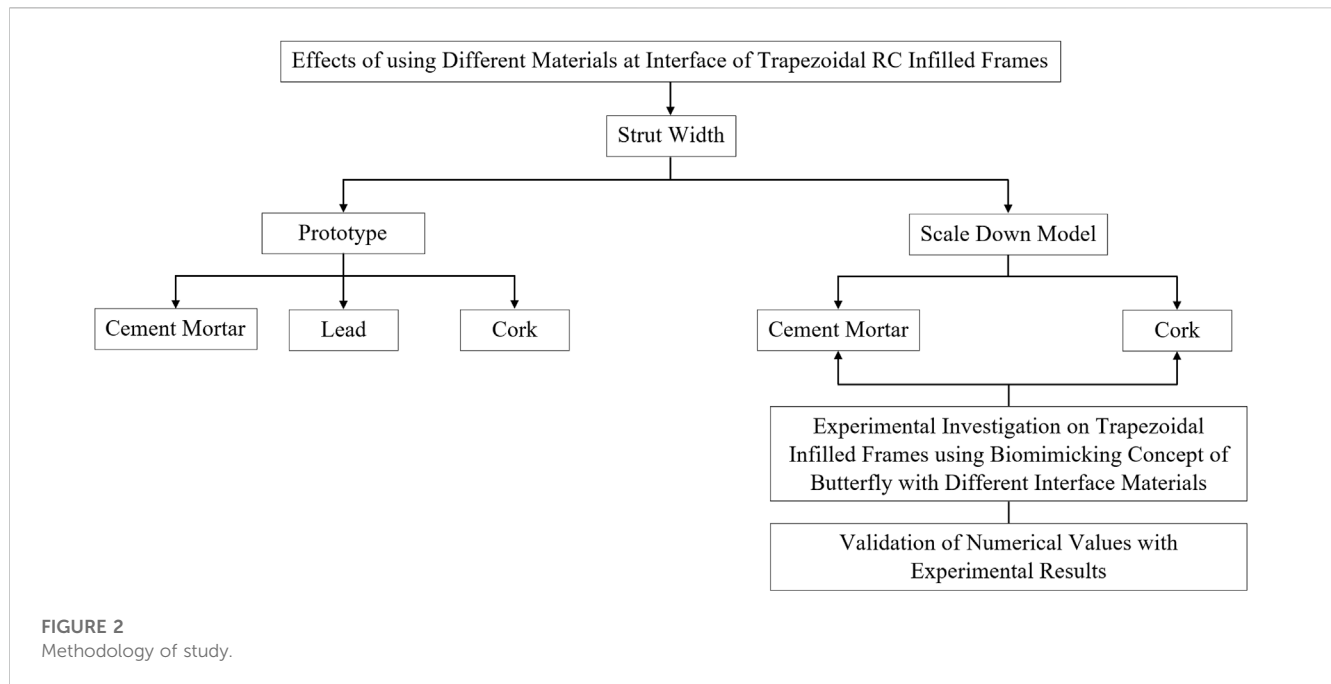 Effects of using Different Materials at Interface of Trapezoidal RC Infilled Frames
Strut Width
Prototype
Scale Down Model
Cement Mortar
Lead
Cork
Cement Mortar
Cork
Experimental Investigation on Trapezoidal
Infilled Frames using Biomimicking Concept of
Butterfly with Different Interface Materials
Validation of Numerical Values with
Experimental Results
FIGURE 2
Methodology of study.